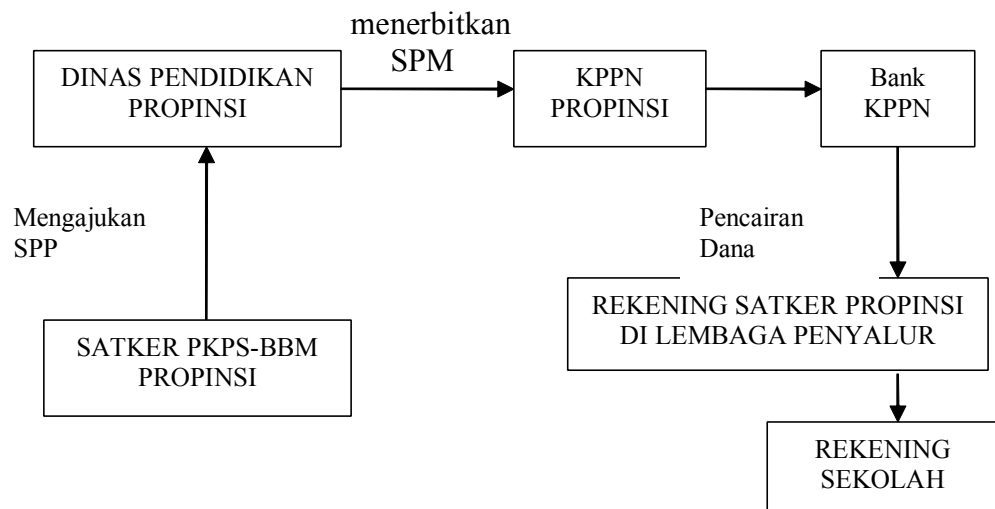 menerbitkan
SPM
DINAS PENDIDIKAN
PROPINSI
KPPN
PROPINSI
Bank
KPPN
Mengajukan
SPP
Pencairan
Dana
REKENING SATKER PROPINSI
DI LEMBAGA PENYALUR
SATKER PKPS-BBM
PROPINSI
REKENING
SEKOLAH